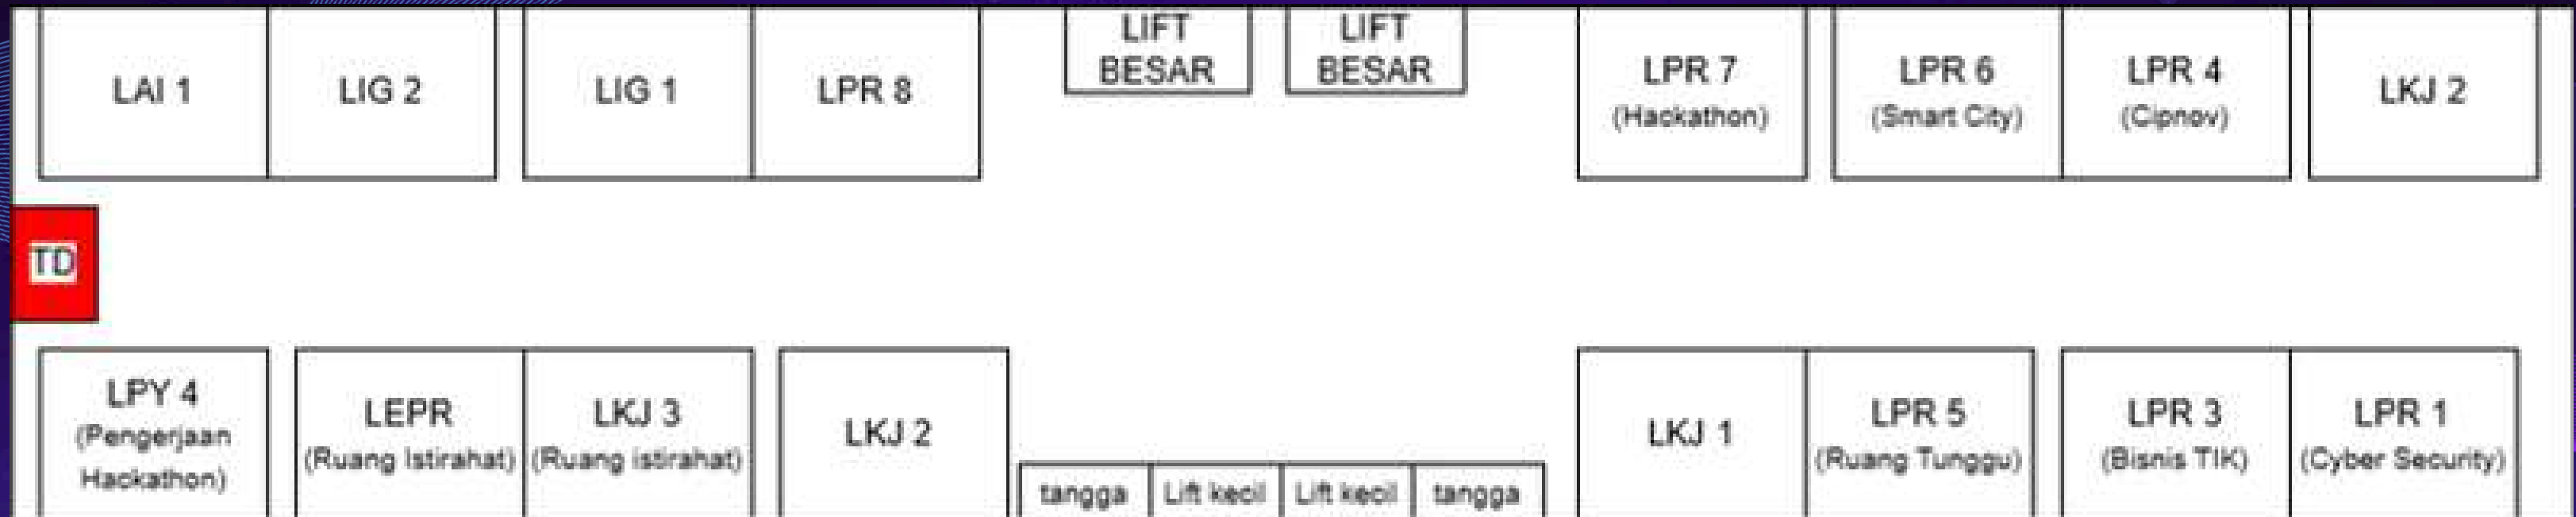 LAI 1
LIG 2
LIG 1
LPR 8
LIFT
BESAR
LIFT
BESAR
LPR 7
(Hackathon)
LPR 6
(Smart City)
LPR 4
(Cipnov)
LKJ 2
TD
LPY 4
(Pengerjaan
Hackathon)
LEPR
(Ruang Istirahat)
LKJ 3
(Ruang istirahat)
LKJ 2
tangga
Lift kecil
Lift kecil
tangga
LKJ 1
LPR 5
(Ruang Tunggu)
LPR 3
(Bisnis TIK)
LPR 1
(Cyber Security)